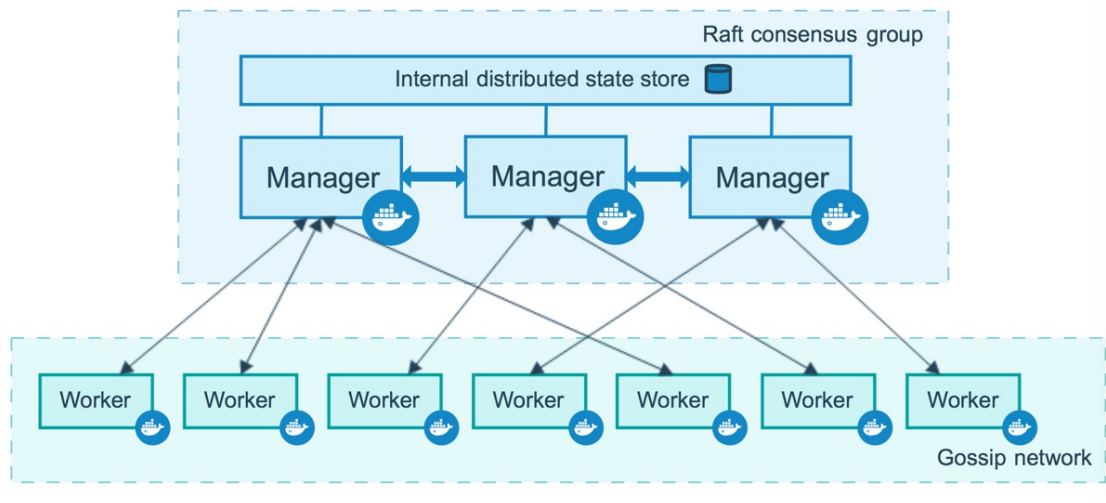 Raft consensus group
Internal distributed state store
Manager
Manager
Manager
Worker
Worker
Worker
Worker
Worker
Worker
Worker
Gossip network